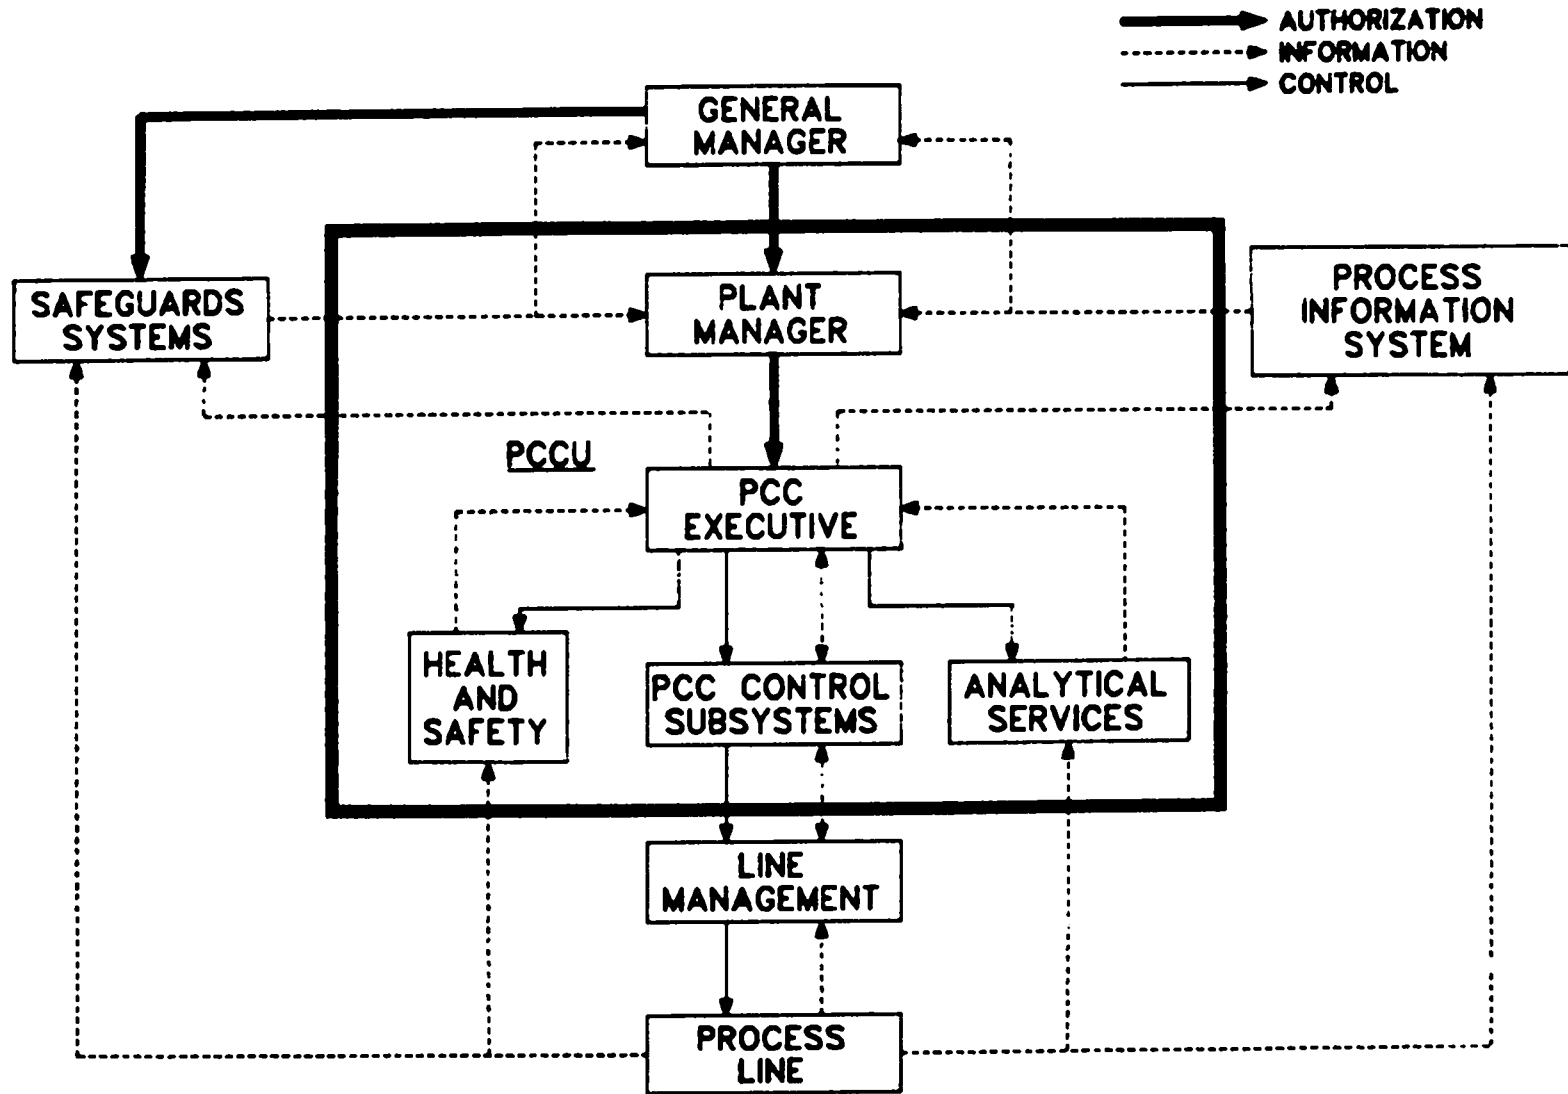 AUTHORIZATION
INFORMATION
CONTROL
GENERAL
MANAGER
SAFEGUARDS
SYSTEMS
PLANT
MANAGER
PROCESS
INFORMATION
SYSTEM
PCCU
PCC
EXECUTIVE
HEALTH
AND
SAFETY
PCC CONTROL
SUBSYSTEMS
ANALYTICAL
SERVICES
LINE
MANAGEMENT
PROCESS
LINE